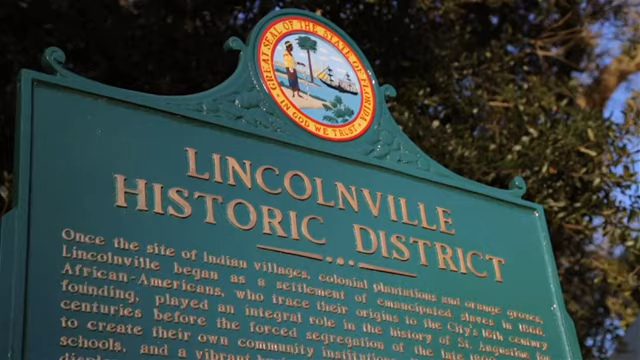 GREAT SEAL OF THE STATE OF FLORIDA
IN GOD WE TRUST
LINCOLNVILLE
HISTORIC DISTRICT
Once the site of Indian villages, colonial plantations and orange groves,
Lincolnville began as a settlement of emancipated slaves in 1866.
African-Americans, who trace their origins to the City's 16th century
founding, played an integral role in the history of St. Augustine
centuries before the forced segregation of the late
to create their own community institutions
schools, and a vibrant